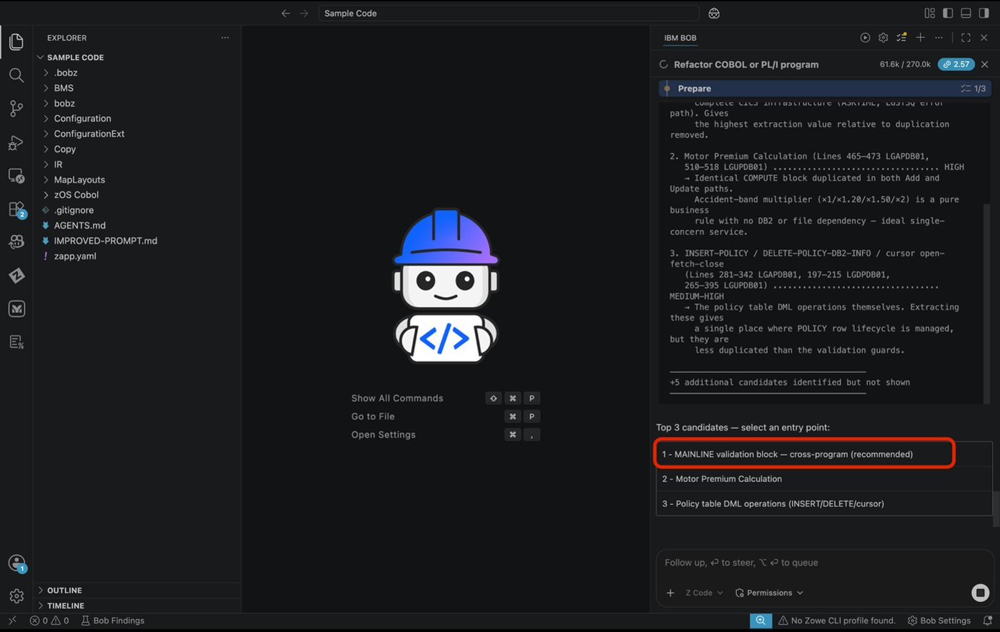 Sample Code
EXPLORER
SAMPLE CODE
.bobz
BMS
bobz
Configuration
ConfigurationExt
Copy
IR
MapLayouts
zOS Cobol
.gitignore
AGENTS.md
IMPROVED-PROMPT.md
! zapp.yaml
2
1
OUTLINE
TIMELINE
</>
Show All Commands ⇧ ⌘ P
Go to File ⌘ P
Open Settings ⌘ ,
IBM BOB
Refactor COBOL or PL/I program 61.6k / 270.0k 2.57
Prepare 1/3
complete CICS infrastructure (ASKTIME, LGSTSQ error
path). Gives
the highest extraction value relative to duplication
removed.
2. Motor Premium Calculation (Lines 465–473 LGAPDB01,
510–518 LGUPDB01) .................................. HIGH
→ Identical COMPUTE block duplicated in both Add and
Update paths.
Accident-band multiplier (×1/×1.20/×1.50/×2) is a pure
business
rule with no DB2 or file dependency — ideal single-
concern service.
3. INSERT-POLICY / DELETE-POLICY-DB2-INFO / cursor open-
fetch-close
(Lines 281–342 LGAPDB01, 197–215 LGDPDB01,
265–395 LGUPDB01) ..................................
MEDIUM-HIGH
→ The policy table DML operations themselves. Extracting
these gives
a single place where POLICY row lifecycle is managed,
but they are
less duplicated than the validation guards.
+5 additional candidates identified but not shown
Top 3 candidates — select an entry point:
1 - MAINLINE validation block — cross-program (recommended)
2 - Motor Premium Calculation
3 - Policy table DML operations (INSERT/DELETE/cursor)
Follow up, ⏎ to steer, ⌥ ⏎ to queue
Z Code Permissions
0 0 Bob Findings
No Zowe CLI profile found. Bob Settings